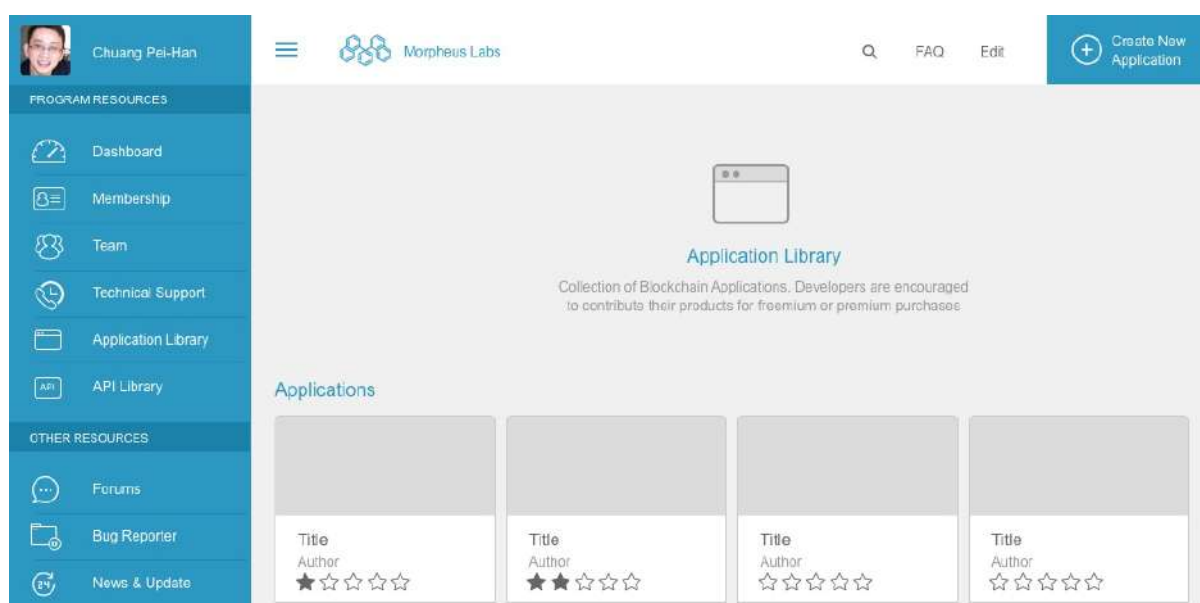 Chuang Pei-Han
Morpheus Labs
FAQ
Edit
Create New
Application
PROGRAM RESOURCES
Dashboard
Membership
Team
Technical Support
Application Library
API
API Library
OTHER RESOURCES
Forums
Bug Reporter
24
News & Update
Application Library
Collection of Blockchain Applications. Developers are encouraged
to contribute their products for freemium or premium purchases.
Applications
Title
Author
Title
Author
Title
Author
Title
Author